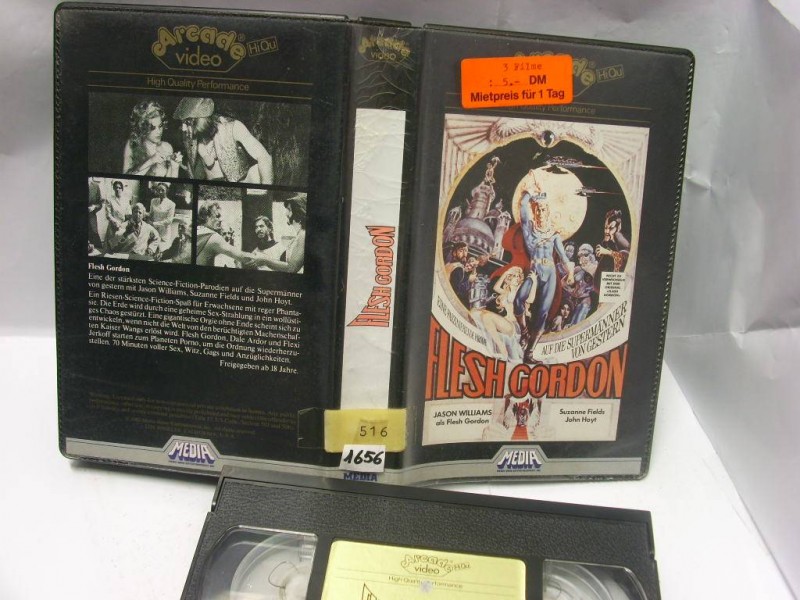 Arcade
video
HiQu
High Quality Performance
Flesh Gordon
Eine der stärksten Science-Fiction-Parodien auf die Supermänner
von gestern mit Jason Williams, Suzanne Fields und John Hoyt.
Ein Riesen-Science-Fiction-Spaß für Erwachsene mit reger Phanta-
sie. Die Erde wird durch eine geheime Sex-Strahlung in ein wollüsti-
ges Chaos gestürzt. Eine gigantische Orgie ohne Ende scheint sich zu
entwickeln, wenn nicht die Welt von den berüchtigten Machenschaf-
ten Kaiser Wangs erlöst wird. Flesh Gordon, Dale Ardor und Flexi
Jerkoff starten zum Planeten Porno, um die Ordnung wiederherzu-
stellen. 70 Minuten voller Sex, Witz, Gags und Anzüglichkeiten.
Freigegeben ab 18 Jahre.
MEDIA
Arcade
video
FLESH GORDON
516
1656
MEDIA
Arcade
HiQu
Quality Performance
3 Filme
5,- DM
Mietpreis für 1 Tag
AUF DIE SUPERMÄNNER
VON GESTERN
FLESH GORDON
JASON WILLIAMS
als Flesh Gordon
Suzanne Fields
John Hoyt
MEDIA
Arcade
video
High Quality Performance